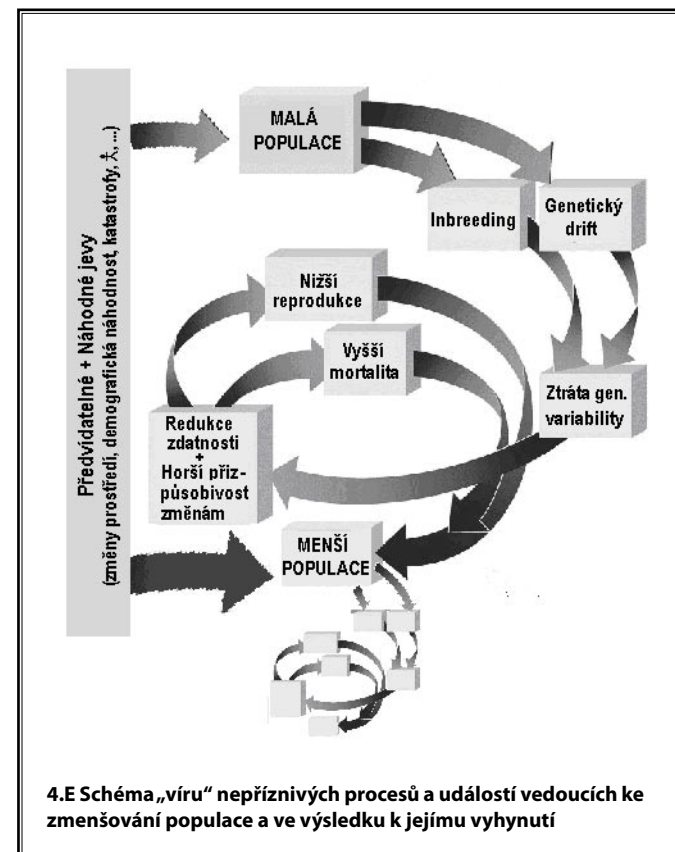 Předvídatelné + Náhodné jevy
(změny prostředí, demografická náhodnost, katastrofy, 大, ...)
MALÁ
POPULACE
Inbreeding
Genetický
drift
Nižší
reprodukce
Vyšší
mortalita
Ztráta gen.
variability
Redukce
zdatnosti
+
Horší přiz-
působivost
změnám
MENŠÍ
POPULACE
4.E Schéma „víru“ nepříznivých procesů a událostí vedoucích ke
zmenšování populace a ve výsledku k jejímu vyhynutí